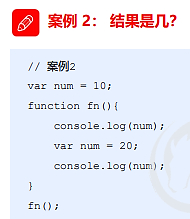 案例 2： 结果是几？
// 案例2
var num = 10;
function fn(){
    console.log(num);
    var num = 20;
    console.log(num);
}
fn();